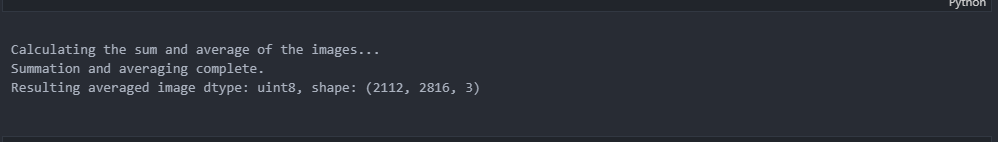 Python
Calculating the sum and average of the images...
Summation and averaging complete.
Resulting averaged image dtype: uint8, shape: (2112, 2816, 3)